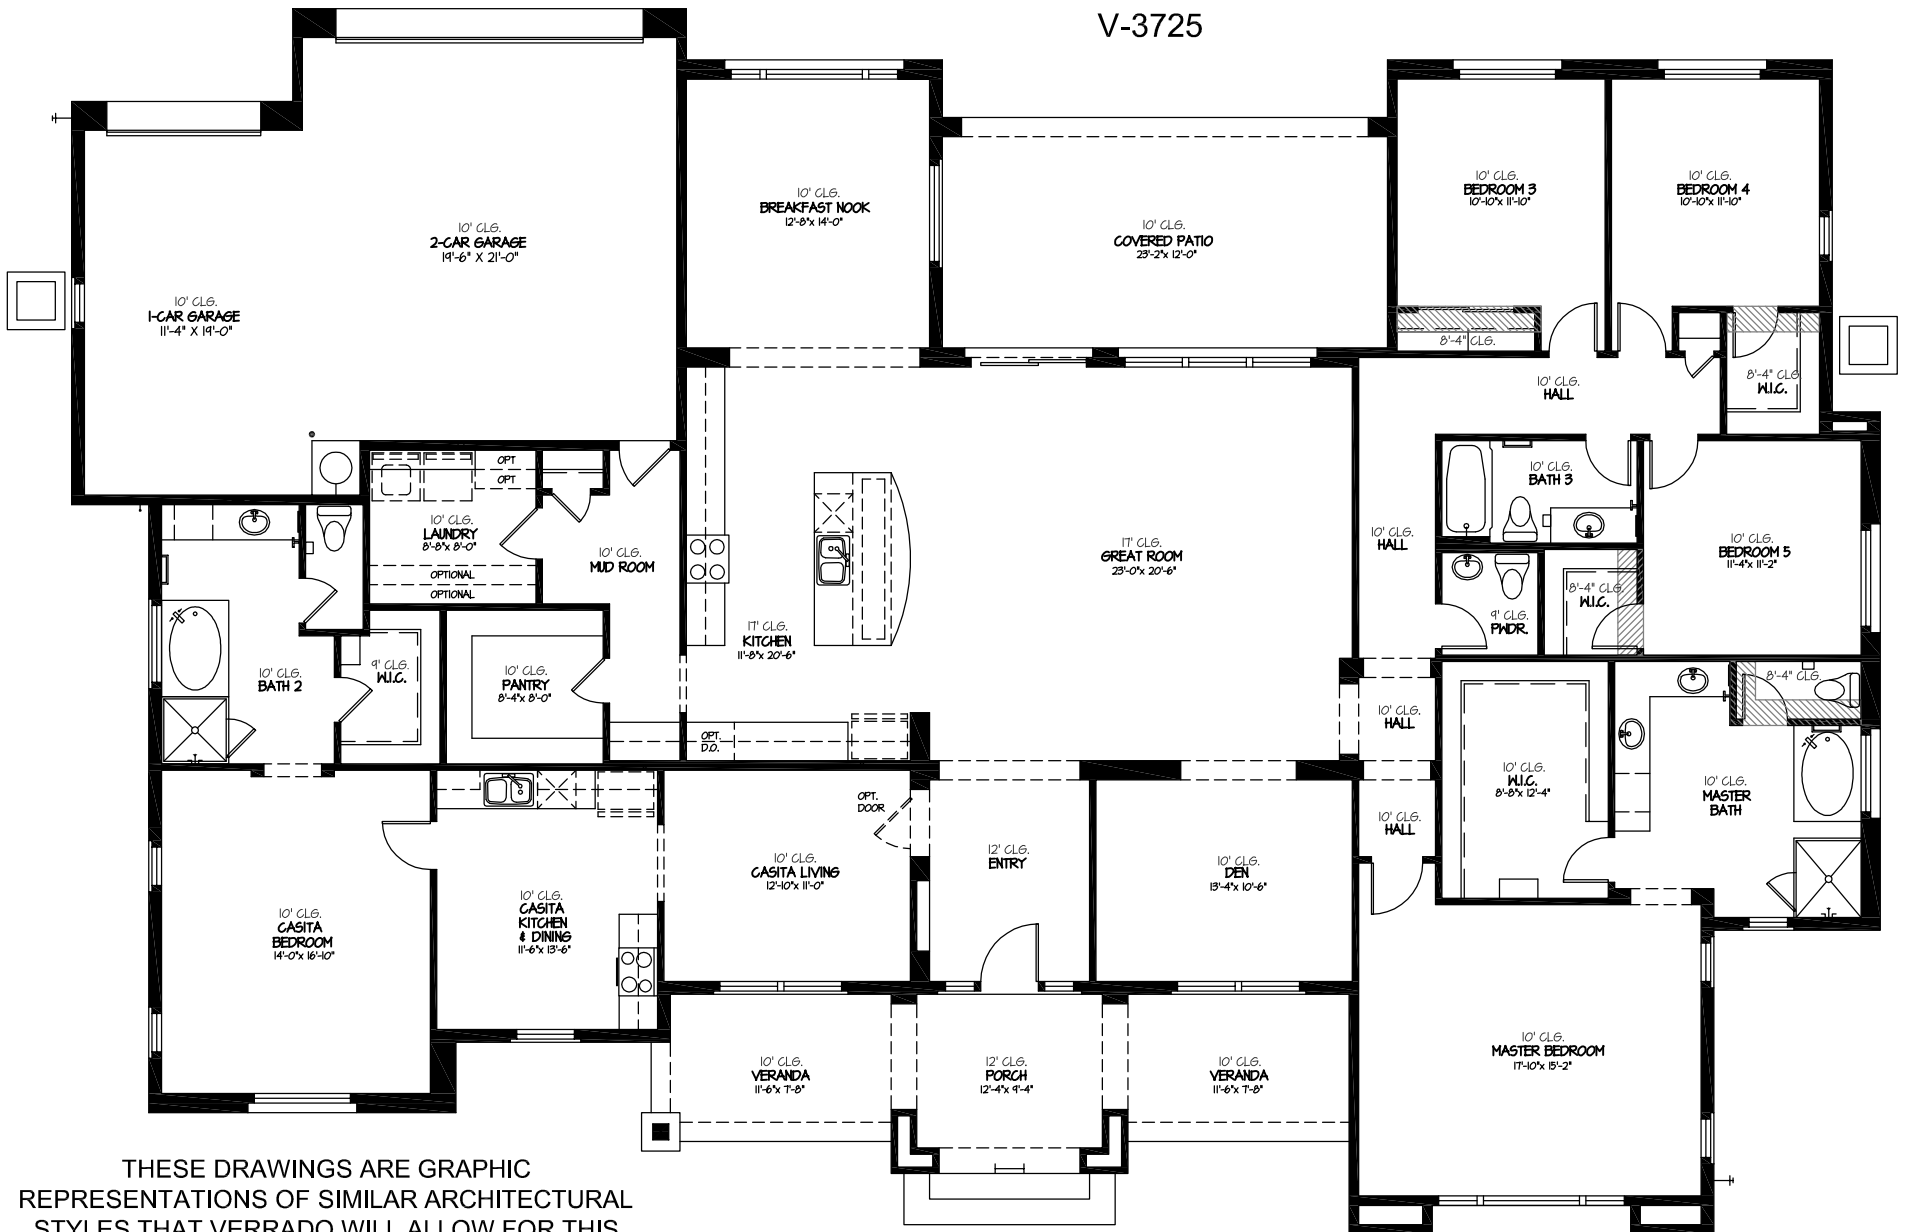 V-3725
10' CLG.
2-CAR GARAGE
19'-6" X 21'-0"
10' CLG.
1-CAR GARAGE
11'-4" X 19'-0"
10' CLG.
BREAKFAST NOOK
12'-8"x 14'-0"
10' CLG.
COVERED PATIO
23'-2"x 12'-0"
10' CLG.
BEDROOM 3
10'-10"x 11'-10"
10' CLG.
BEDROOM 4
10'-10"x 11'-10"
8'-4" CLG.
10' CLG.
HALL
8'-4" CLG
W.I.C.
OPT
OPT
10' CLG.
LAUNDRY
8'-8"x 8'-0"
OPTIONAL
OPTIONAL
10' CLG.
MUD ROOM
17' CLG.
GREAT ROOM
23'-0"x 20'-6"
17' CLG.
KITCHEN
11'-8"x 20'-6"
10' CLG.
HALL
10' CLG.
BATH 3
10' CLG.
BEDROOM 5
11'-4"x 11'-2"
8'-4" CLG
W.I.C.
9' CLG.
PWDR.
10' CLG.
BATH 2
9' CLG.
W.I.C.
10' CLG.
PANTRY
8'-4"x 8'-0"
OPT.
D.O.
10' CLG.
HALL
8'-4" CLG.
10' CLG.
W.I.C.
8'-8"x 12'-4"
10' CLG.
MASTER
BATH
OPT.
DOOR
10' CLG.
HALL
10' CLG.
CASITA
BEDROOM
14'-0"x 16'-10"
10' CLG.
CASITA
KITCHEN
& DINING
11'-6"x 13'-6"
10' CLG.
CASITA LIVING
12'-10"x 11'-0"
12' CLG.
ENTRY
10' CLG.
DEN
13'-4"x 10'-6"
10' CLG.
VERANDA
11'-6"x 7'-8"
12' CLG.
PORCH
12'-4"x 9'-4"
10' CLG.
VERANDA
11'-6"x 7'-8"
10' CLG.
MASTER BEDROOM
17'-10"x 15'-2"
THESE DRAWINGS ARE GRAPHIC
REPRESENTATIONS OF SIMILAR ARCHITECTURAL
STYLES THAT VERRADO WILL ALLOW FOR THIS